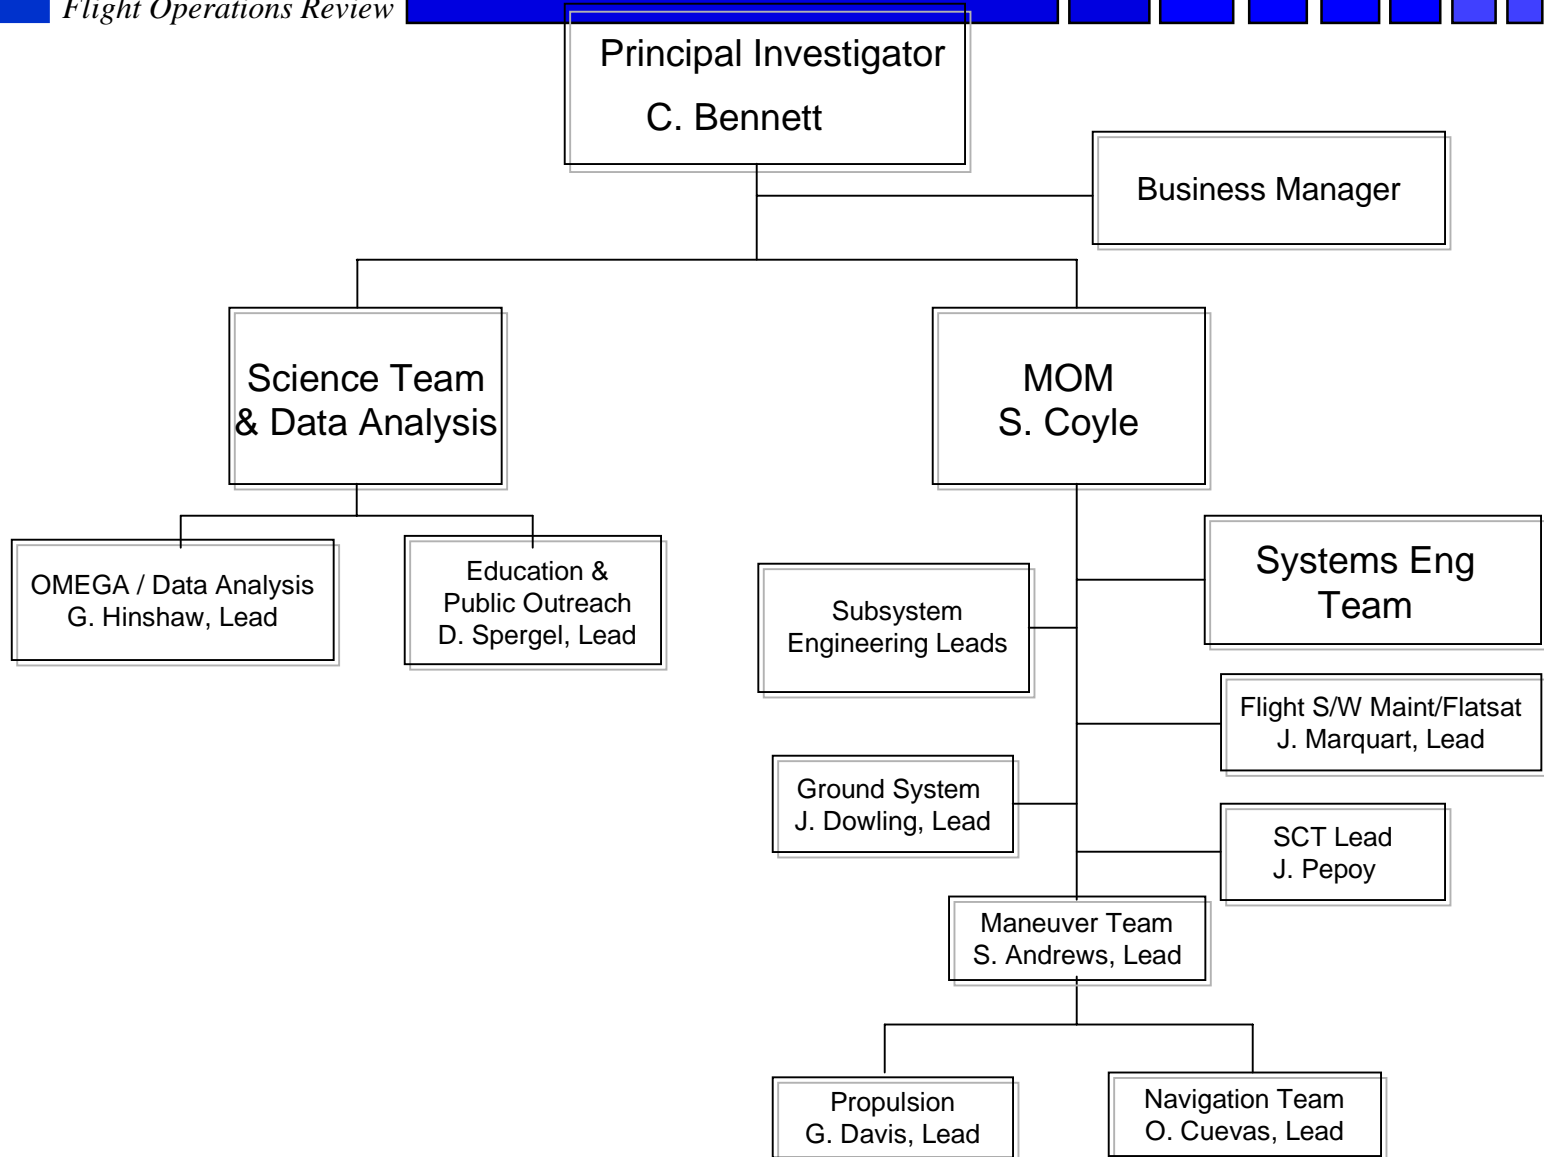 Flight Operations Review
Principal Investigator
C. Bennett
Business Manager
Science Team
& Data Analysis
MOM
S. Coyle
OMEGA / Data Analysis
G. Hinshaw, Lead
Education &
Public Outreach
D. Spergel, Lead
Subsystem
Engineering Leads
Systems Eng
Team
Flight S/W Maint/Flatsat
J. Marquart, Lead
Ground System
J. Dowling, Lead
SCT Lead
J. Pepoy
Maneuver Team
S. Andrews, Lead
Propulsion
G. Davis, Lead
Navigation Team
O. Cuevas, Lead